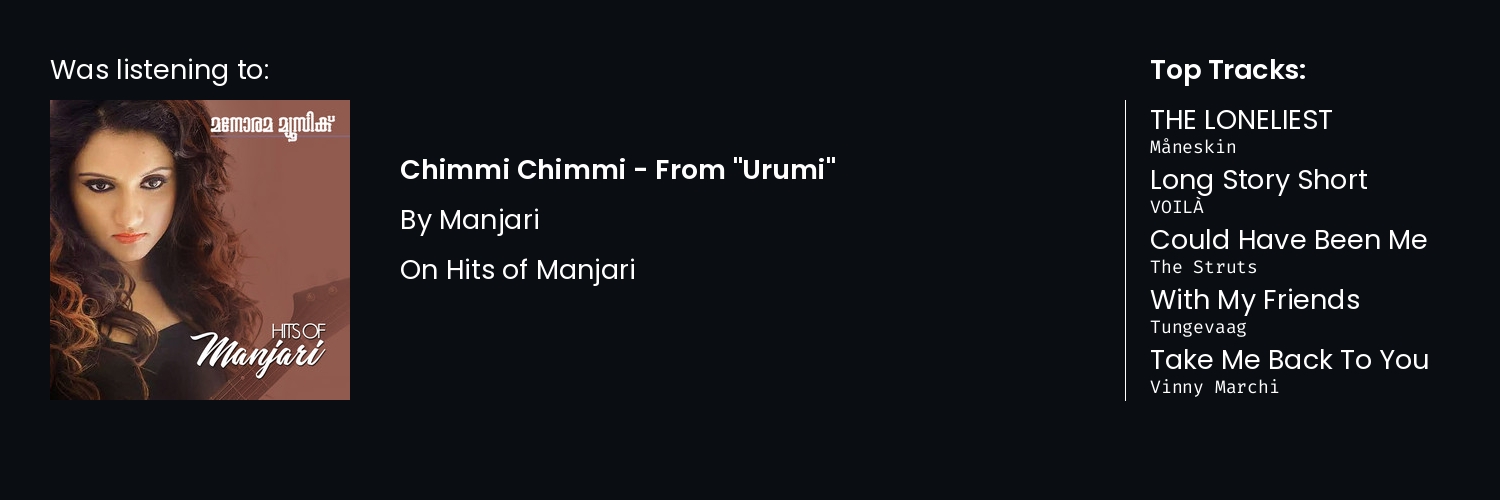 Was listening to:
മനോരമ മ്യൂസിക്
HITS OF
Manjari
Chimmi Chimmi - From "Urumi"
By Manjari
On Hits of Manjari
Top Tracks:
THE LONELIEST
Måneskin
Long Story Short
VOILÀ
Could Have Been Me
The Struts
With My Friends
Tungevaag
Take Me Back To You
Vinny Marchi